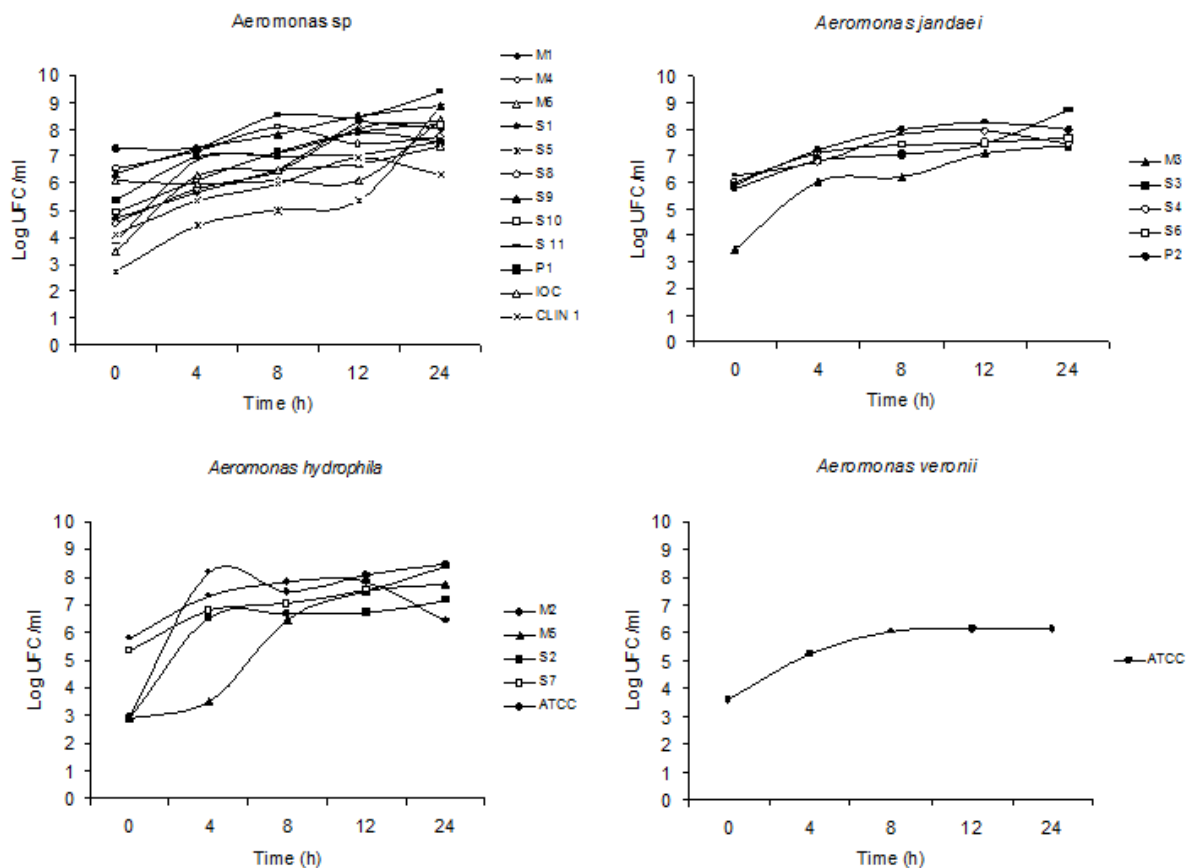 Aeromonas sp
Log UFC/ml
10
9
8
7
6
5
4
3
2
1
0
0 4 8 12 24
Time (h)
M1
M4
M6
S1
S5
S8
S9
S10
S 11
P1
IOC
CLIN 1
Aeromonas jandaei
Log UFC/ml
10
9
8
7
6
5
4
3
2
1
0
0 4 8 12 24
Time (h)
M3
S3
S4
S6
P2
Aeromonas hydrophila
Log UFC/ml
10
9
8
7
6
5
4
3
2
1
0
0 4 8 12 24
Time (h)
M2
M5
S2
S7
ATCC
Aeromonas veronii
Log UFC/ml
10
9
8
7
6
5
4
3
2
1
0
0 4 8 12 24
Time (h)
ATCC